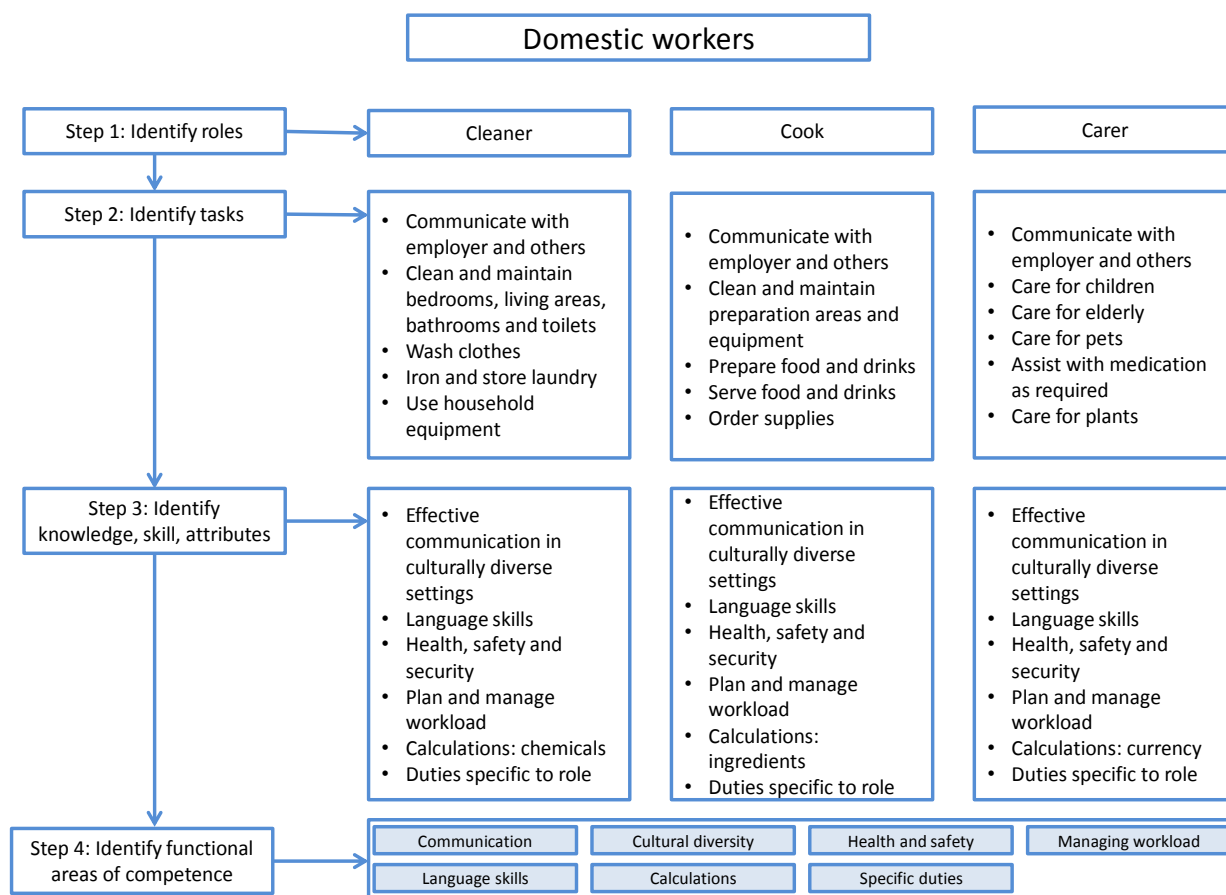 Domestic workers
Step 1: Identify roles
Cleaner
Cook
Carer
Step 2: Identify tasks
• Communicate with
employer and others
• Clean and maintain
bedrooms, living areas,
bathrooms and toilets
• Wash clothes
• Iron and store laundry
• Use household
equipment
• Communicate with
employer and others
• Clean and maintain
preparation areas and
equipment
• Prepare food and drinks
• Serve food and drinks
• Order supplies
• Communicate with
employer and others
• Care for children
• Care for elderly
• Care for pets
• Assist with medication
as required
• Care for plants
Step 3: Identify
knowledge, skill, attributes
• Effective
communication in
culturally diverse
settings
• Language skills
• Health, safety and
security
• Plan and manage
workload
• Calculations: chemicals
• Duties specific to role
• Effective
communication in
culturally diverse
settings
• Language skills
• Health, safety and
security
• Plan and manage
workload
• Calculations:
ingredients
• Duties specific to role
• Effective
communication in
culturally diverse
settings
• Language skills
• Health, safety and
security
• Plan and manage
workload
• Calculations: currency
• Duties specific to role
Step 4: Identify functional
areas of competence
Communication
Cultural diversity
Health and safety
Managing workload
Language skills
Calculations
Specific duties